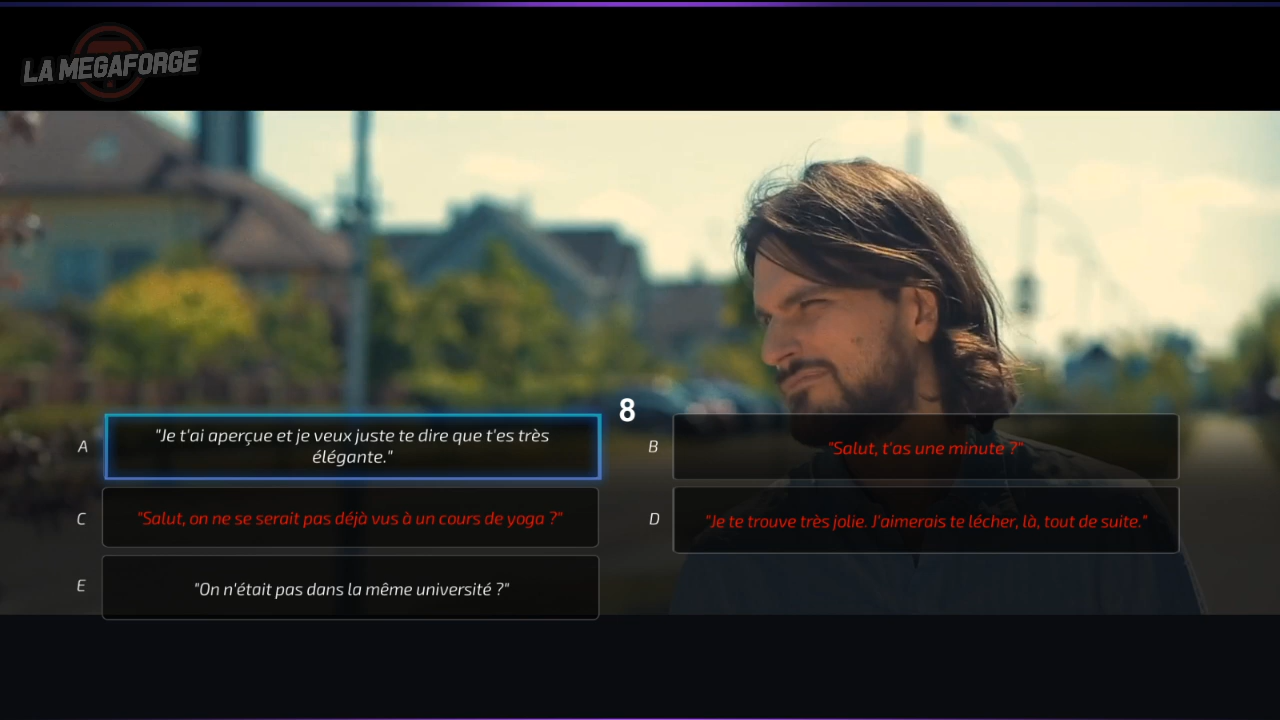 LA MEGAFORGE
8
A
"Je t'ai aperçue et je veux juste te dire que t'es très
élégante."
B
"Salut, t'as une minute ?"
C
"Salut, on ne se serait pas déjà vus à un cours de yoga ?"
D
"Je te trouve très jolie. J'aimerais te lécher, là, tout de suite."
E
"On n'était pas dans la même université ?"